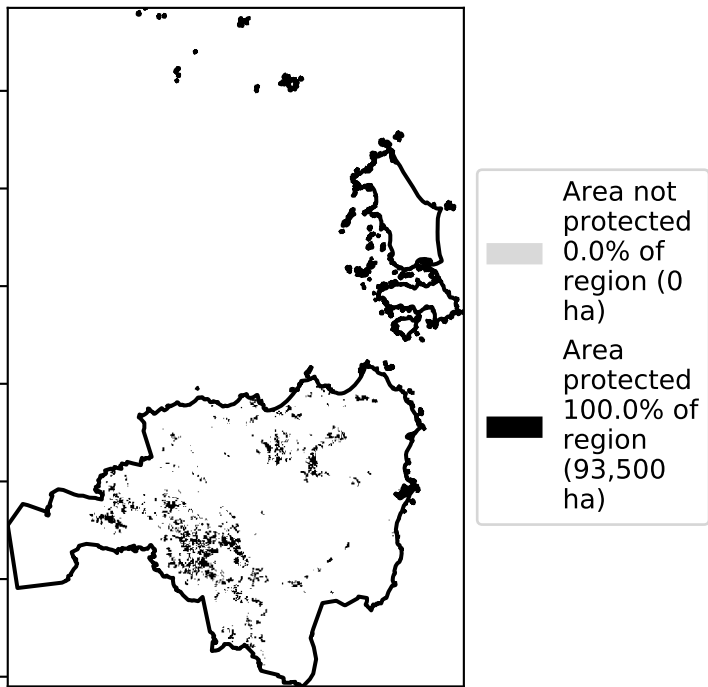 Area not
protected
0.0% of
region (0
ha)
Area
protected
100.0% of
region
(93,500
ha)